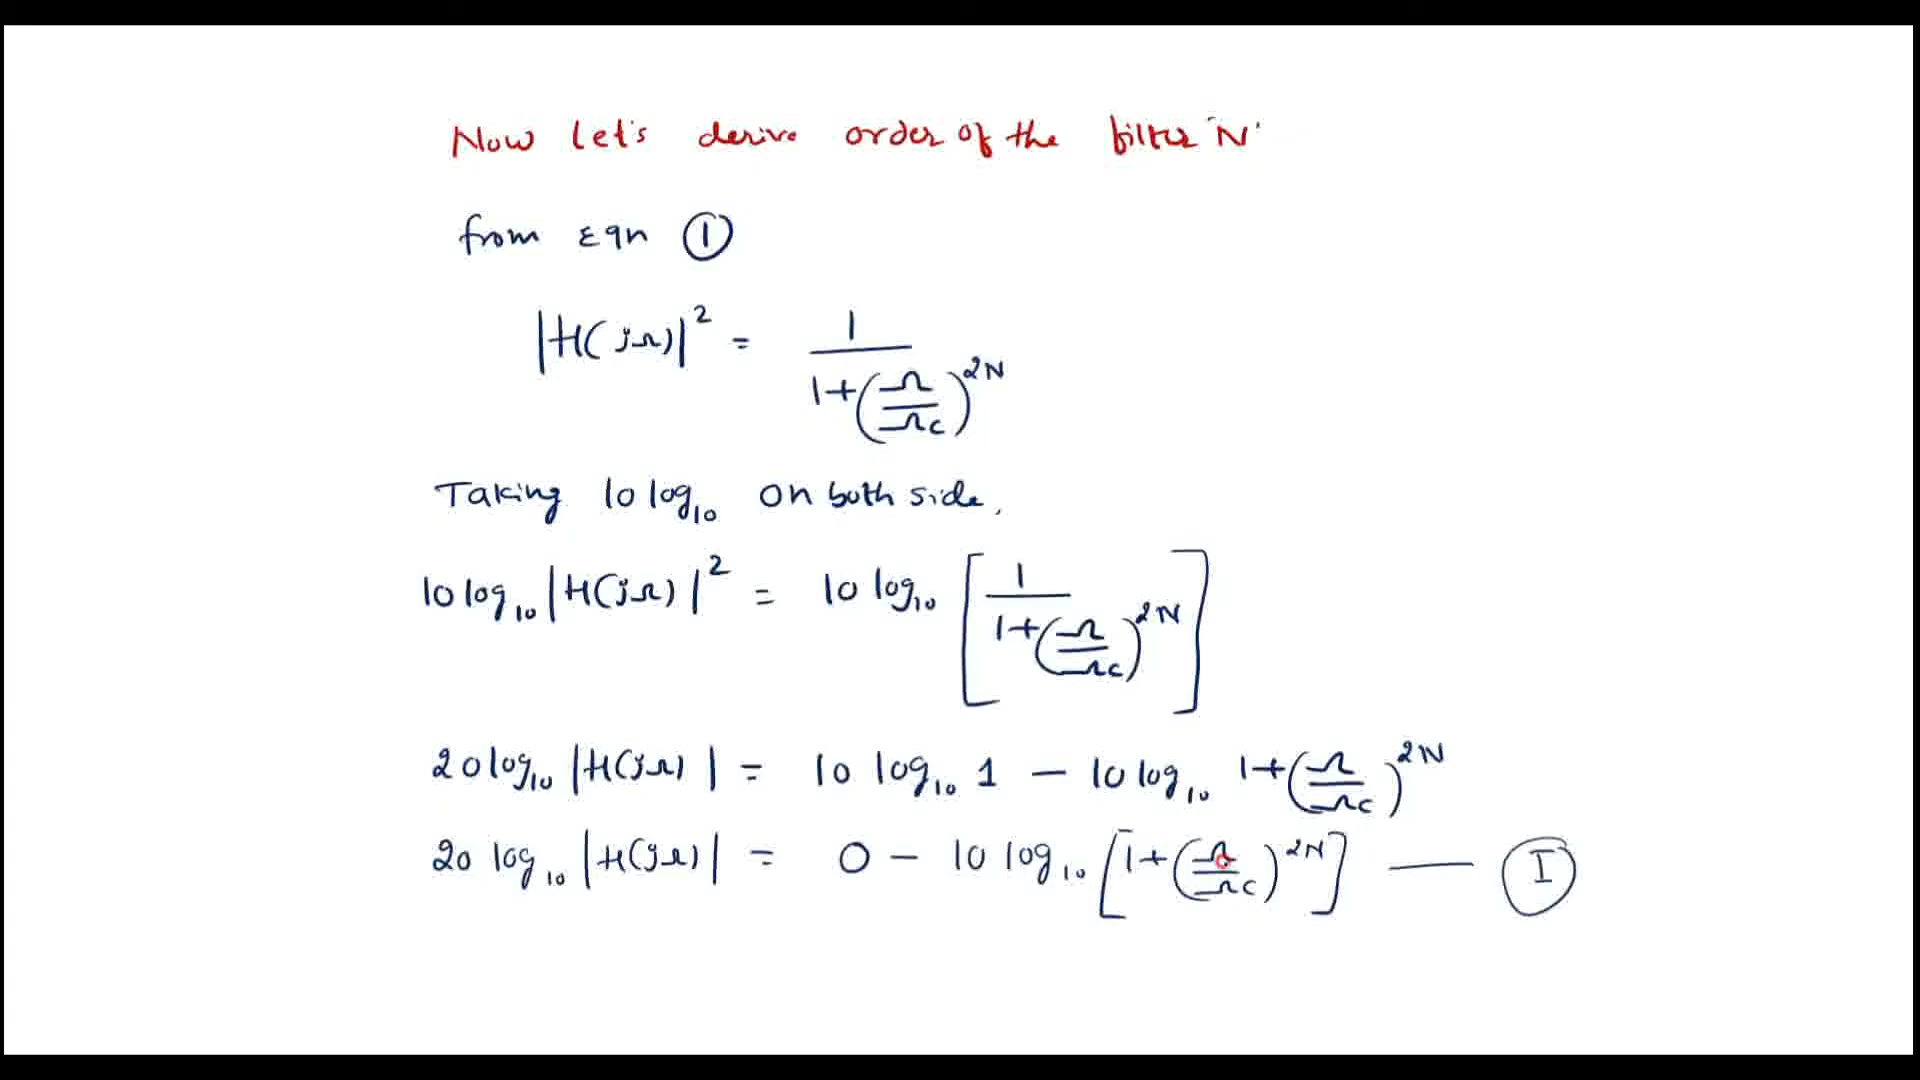 Now let's derive order of the filter 'N'
from Eqn ①
|H(jΩ)|² = 1 / (1+(Ω/Ωc)^2N)
Taking 10 log₁₀ on both side,
10 log₁₀ |H(jΩ)|² = 10 log₁₀ [1 / (1+(Ω/Ωc)^2N)]
20 log₁₀ |H(jΩ)| = 10 log₁₀ 1 − 10 log₁₀ 1+(Ω/Ωc)^2N
20 log₁₀ |H(jΩ)| = 0 − 10 log₁₀ [1+(Ω/Ωc)^2N] — Ⓘ